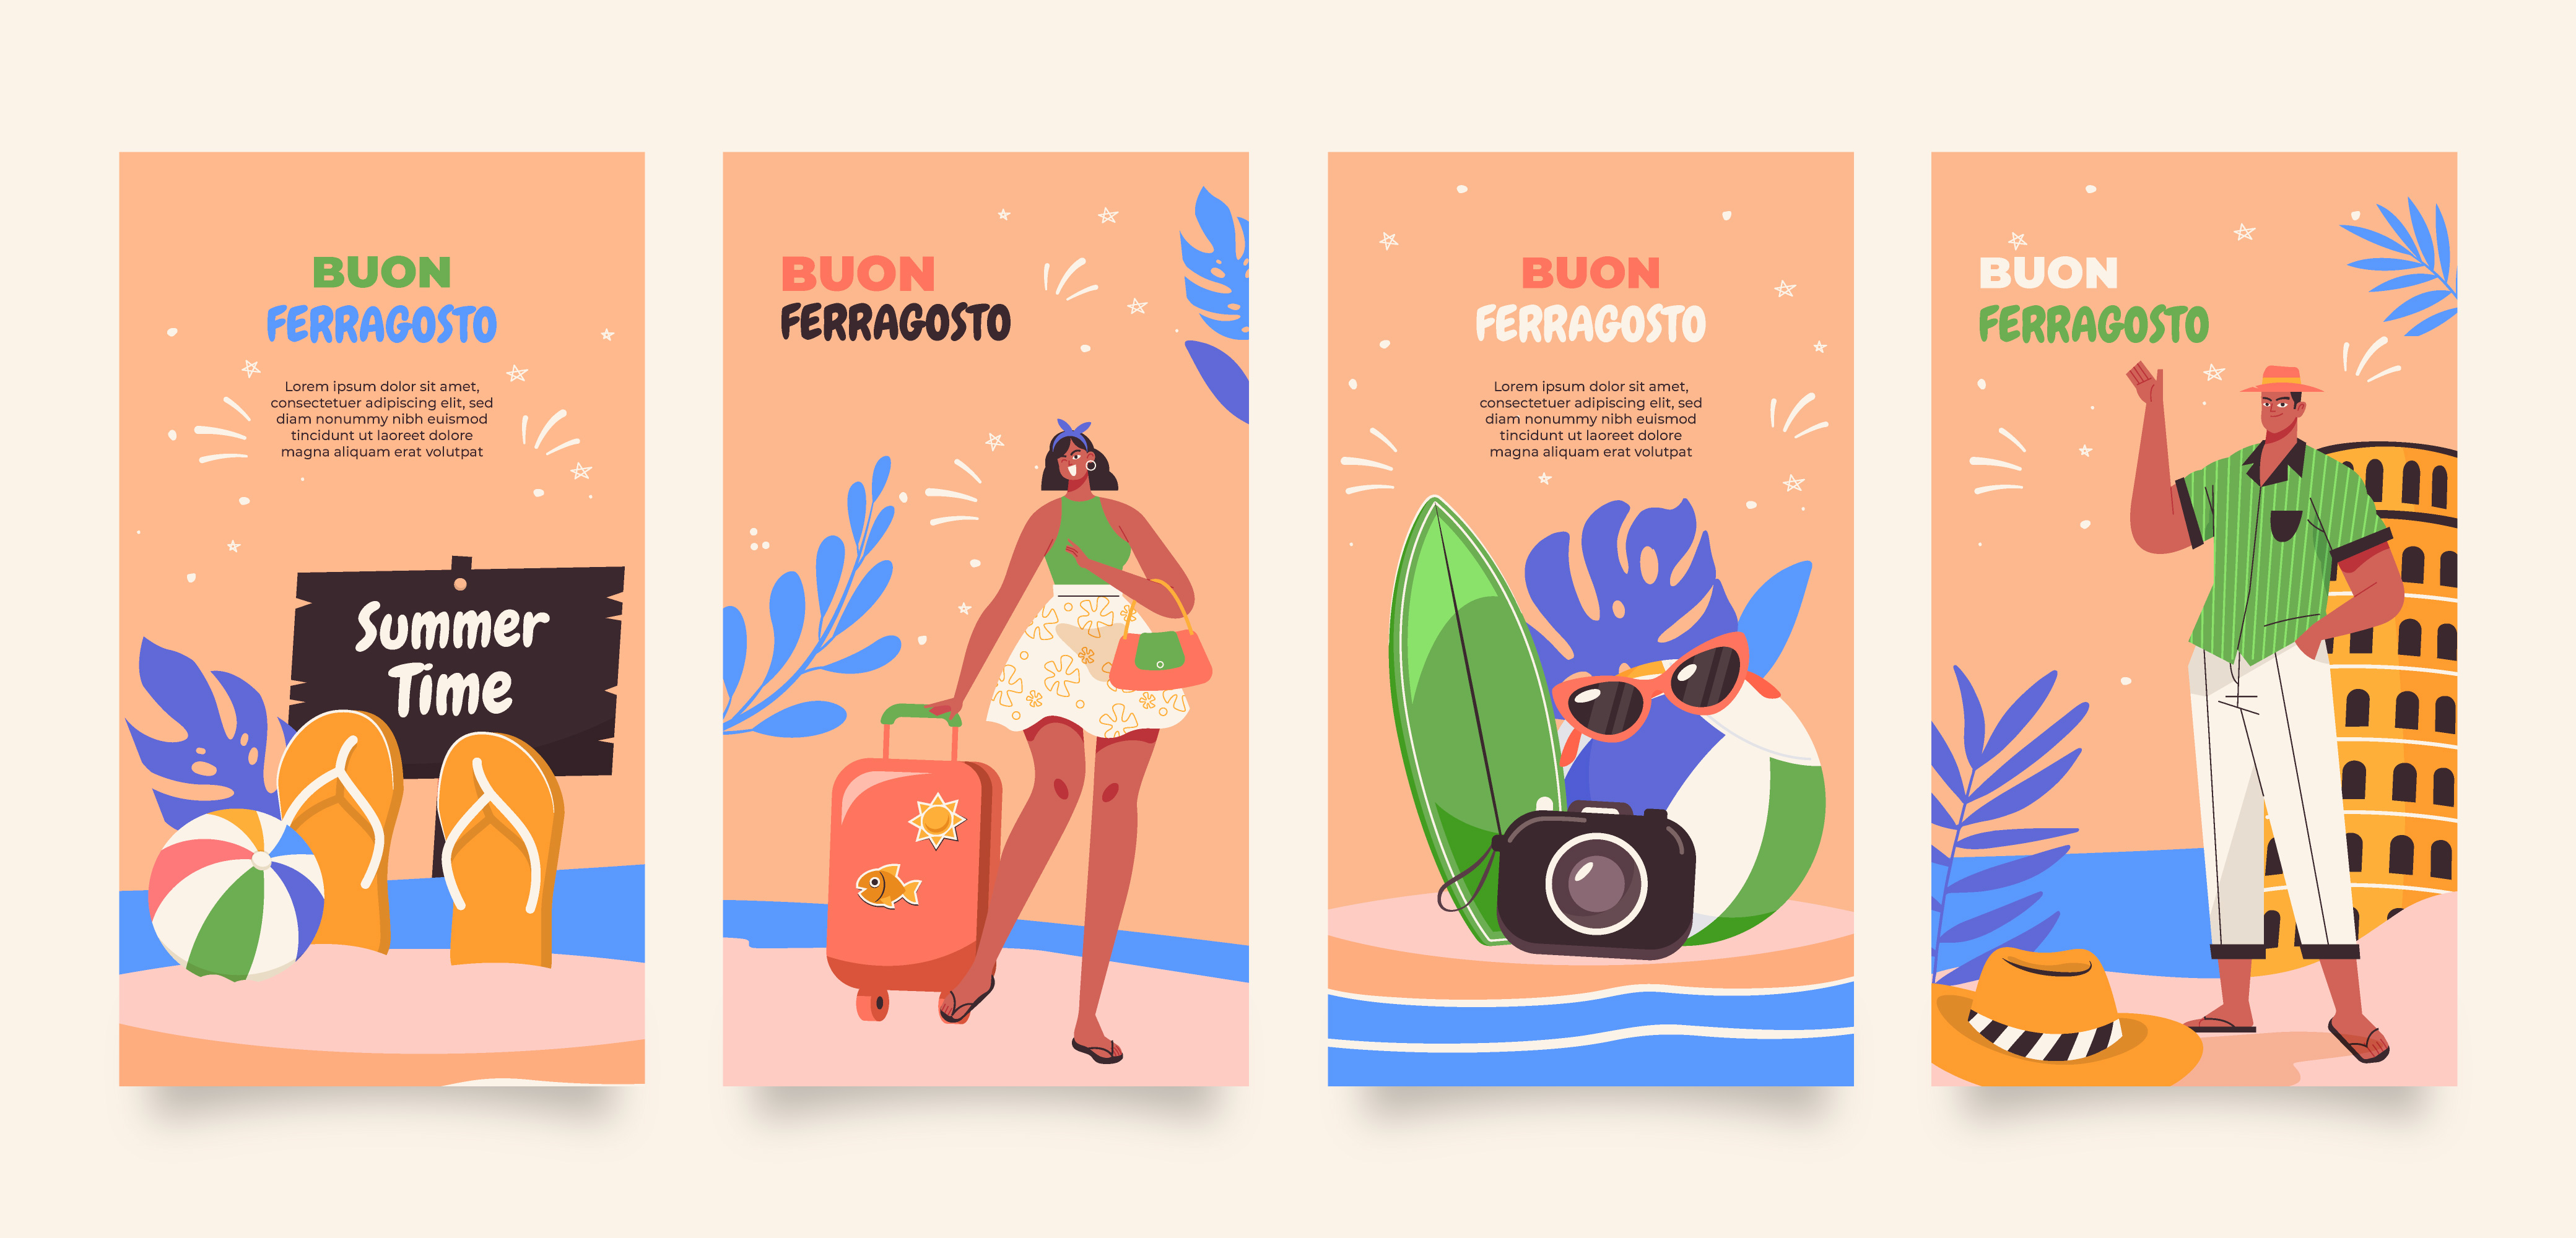 BUON
FERRAGOSTO
Lorem ipsum dolor sit amet,
consectetuer adipiscing elit, sed
diam nonummy nibh euismod
tincidunt ut laoreet dolore
magna aliquam erat volutpat
Summer
Time
BUON
FERRAGOSTO
BUON
FERRAGOSTO
Lorem ipsum dolor sit amet,
consectetuer adipiscing elit, sed
diam nonummy nibh euismod
tincidunt ut laoreet dolore
magna aliquam erat volutpat
BUON
FERRAGOSTO